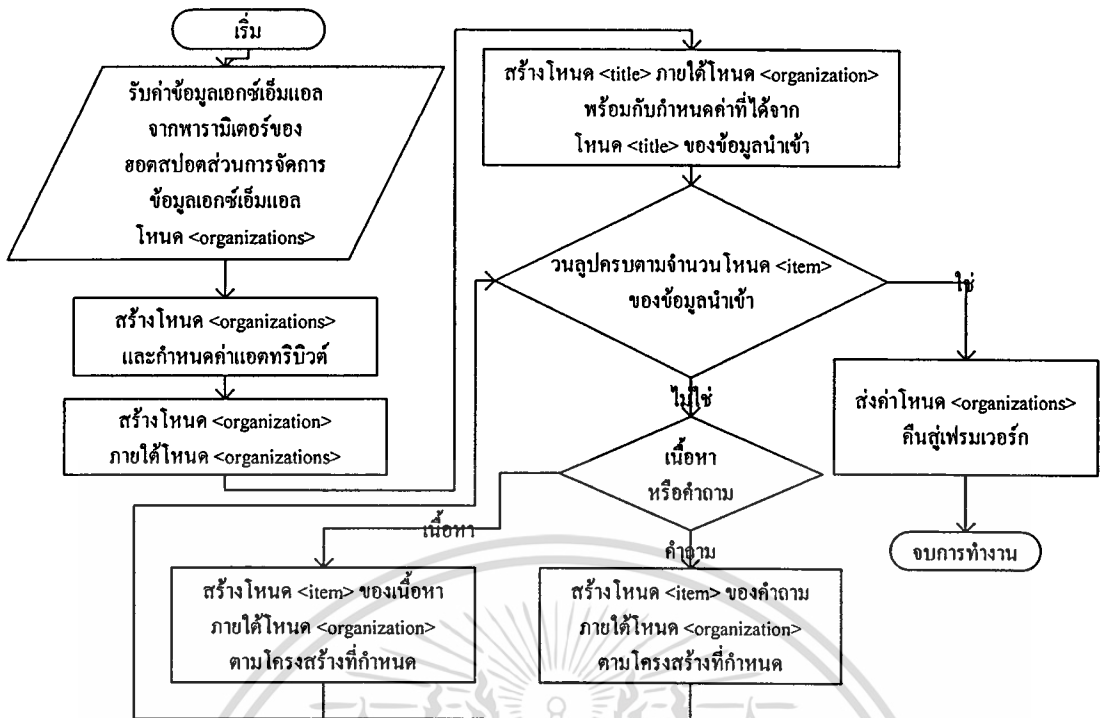 เริ่ม
รับค่าข้อมูลเอกซ์เอ็มแอล
จากพารามิเตอร์ของ
ฮอตสปอตส่วนการจัดการ
ข้อมูลเอกซ์เอ็มแอล
โหนด <organizations>
สร้างโหนด <organizations>
และกำหนดค่าแอตทริบิวต์
สร้างโหนด <organization>
ภายใต้โหนด <organizations>
สร้างโหนด <title> ภายใต้โหนด <organization>
พร้อมกับกำหนดค่าที่ได้จาก
โหนด <title> ของข้อมูลนำเข้า
วนลูปครบตามจำนวนโหนด <item>
ของข้อมูลนำเข้า
ใช่
ไม่ใช่
ส่งค่าโหนด <organizations>
คืนสู่เฟรมเวอร์ก
จบการทำงาน
เนื้อหา
หรือคำถาม
เนื้อหา
คำถาม
สร้างโหนด <item> ของเนื้อหา
ภายใต้โหนด <organization>
ตามโครงสร้างที่กำหนด
สร้างโหนด <item> ของคำถาม
ภายใต้โหนด <organization>
ตามโครงสร้างที่กำหนด